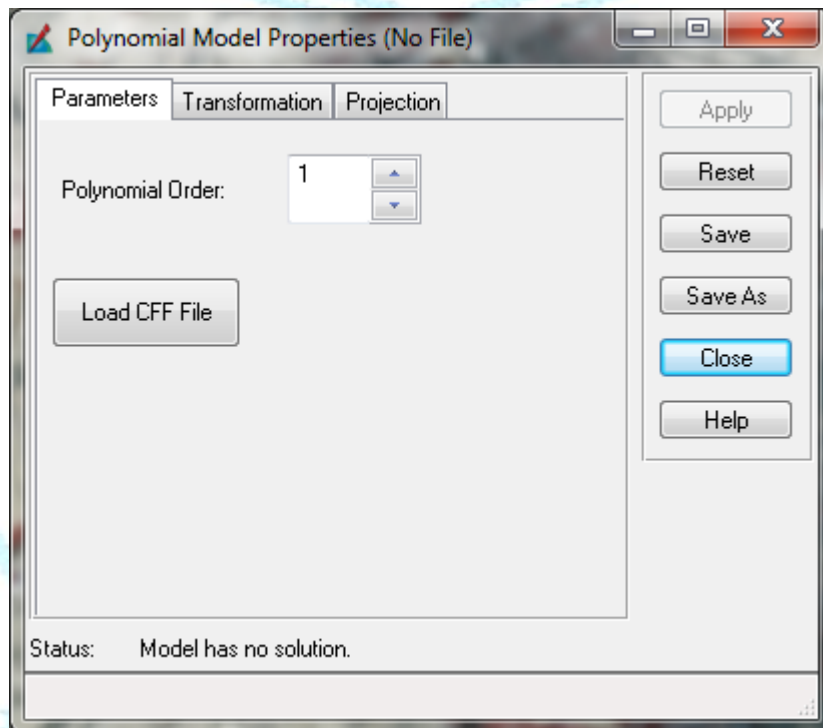 Polynomial Model Properties (No File)
Parameters Transformation Projection
Polynomial Order: 1
Load CFF File
Apply
Reset
Save
Save As
Close
Help
Status: Model has no solution.